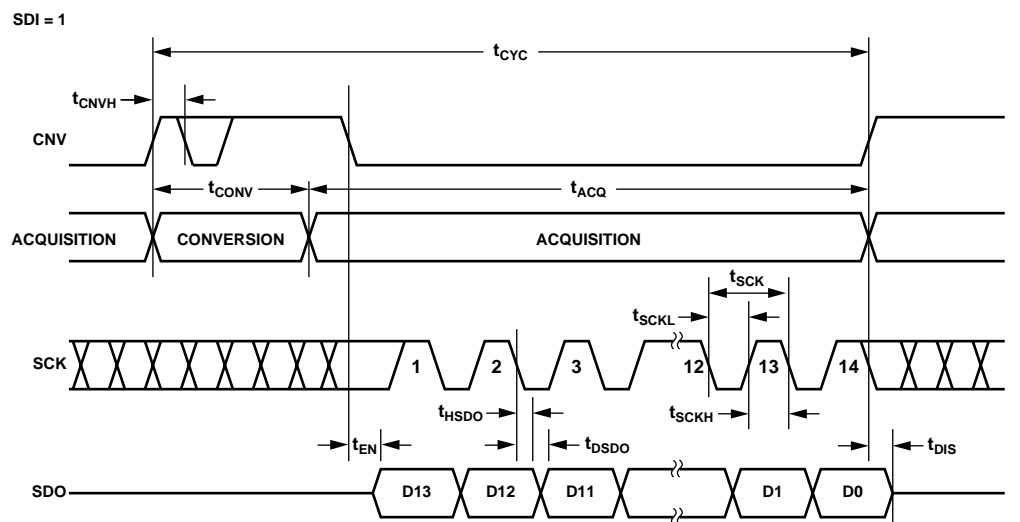 SDI = 1
tCYC
tCNVH
CNV
tCONV
tACQ
ACQUISITION CONVERSION ACQUISITION
tSCK
tSCKL
SCK 1 2 3 12 13 14
tHSDO
tSCKH
tEN
tDSDO
tDIS
SDO D13 D12 D11 D1 D0